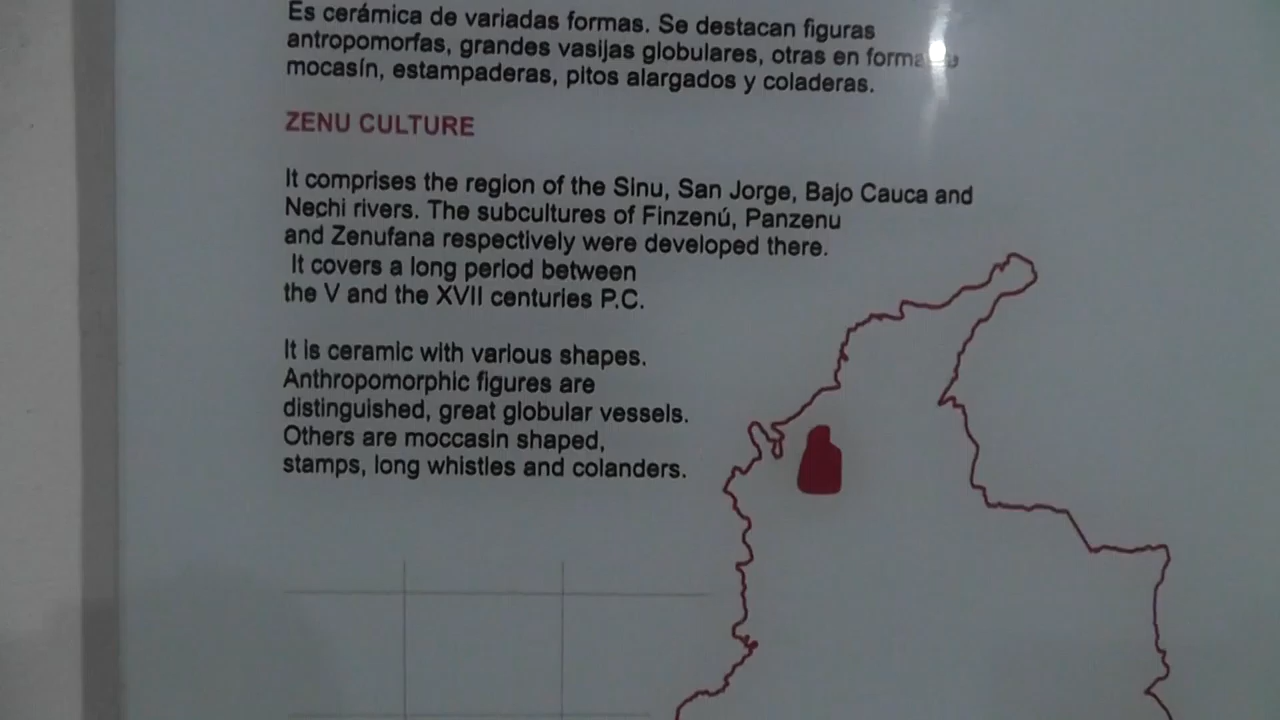 Es cerámica de variadas formas. Se destacan figuras
antropomorfas, grandes vasijas globulares, otras en forma
mocasín, estampaderas, pitos alargados y coladeras.
ZENU CULTURE
It comprises the region of the Sinu, San Jorge, Bajo Cauca and
Nechi rivers. The subcultures of Finzenú, Panzenu
and Zenufana respectively were developed there.
It covers a long period between
the V and the XVII centuries P.C.
It is ceramic with various shapes.
Anthropomorphic figures are
distinguished, great globular vessels.
Others are moccasin shaped,
stamps, long whistles and colanders.